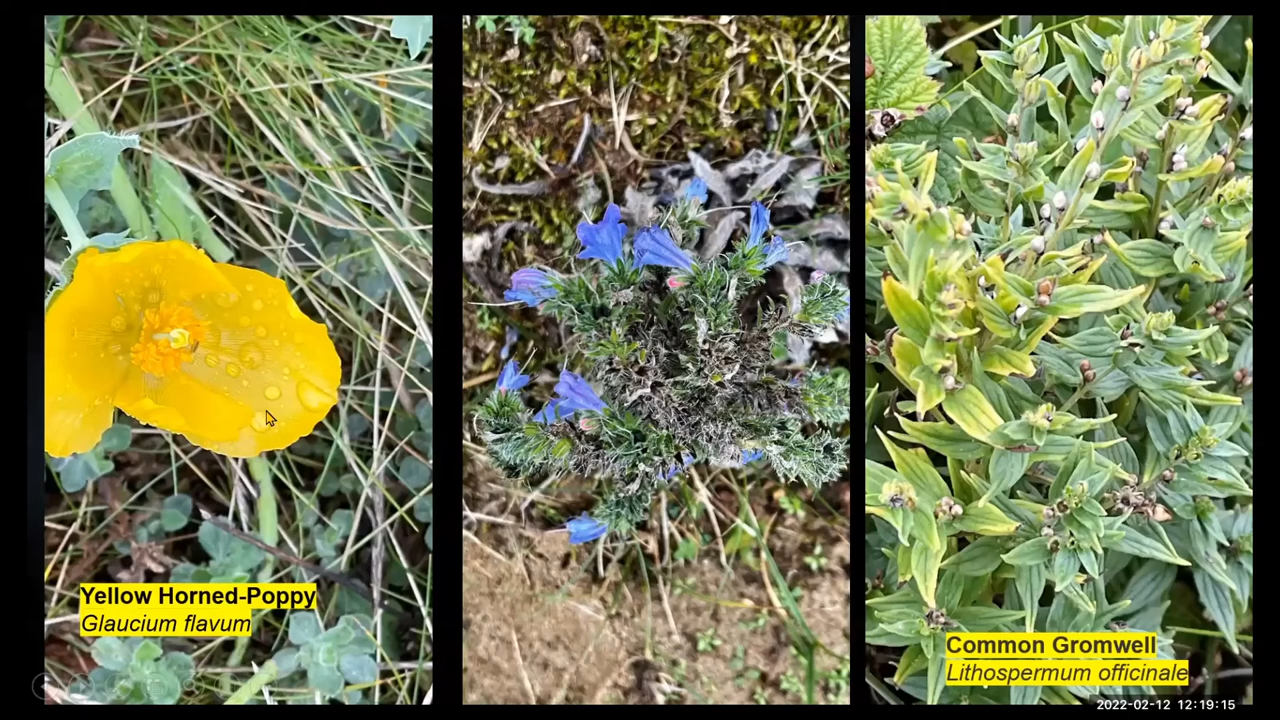 Yellow Horned-Poppy
Glaucium flavum
Common Gromwell
Lithospermum officinale
2022-02-12 12:19:15